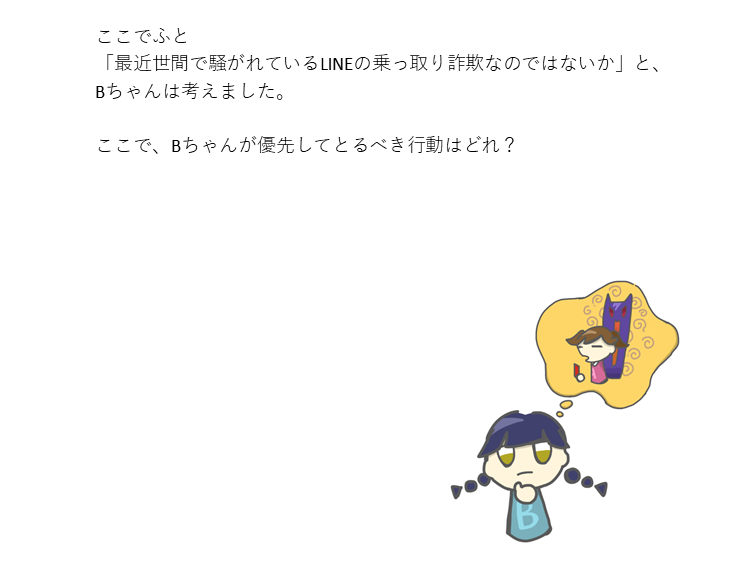 ここでふと
「最近世間で騒がれているLINEの乗っ取り詐欺なのではないか」と、
Bちゃんは考えました。
ここで、Bちゃんが優先してとるべき行動はどれ？
B